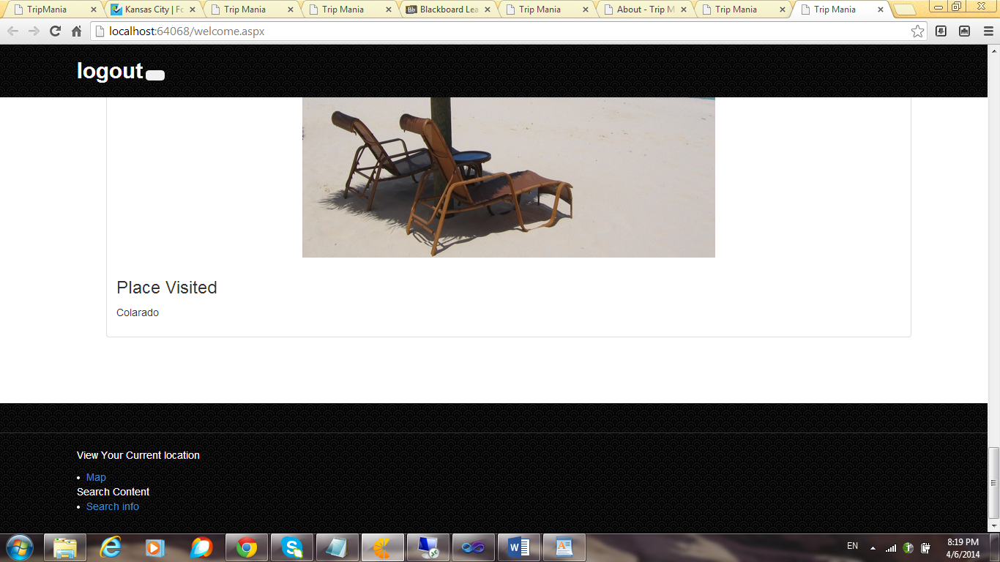 TripMania
Kansas City | Fo
Trip Mania
Trip Mania
Bb
Blackboard Lea
Trip Mania
About - Trip M
Trip Mania
Trip Mania
localhost:64068/welcome.aspx
logout
Place Visited
Colarado
View Your Current location
• Map
Search Content
• Search info
EN
8:19 PM
4/6/2014